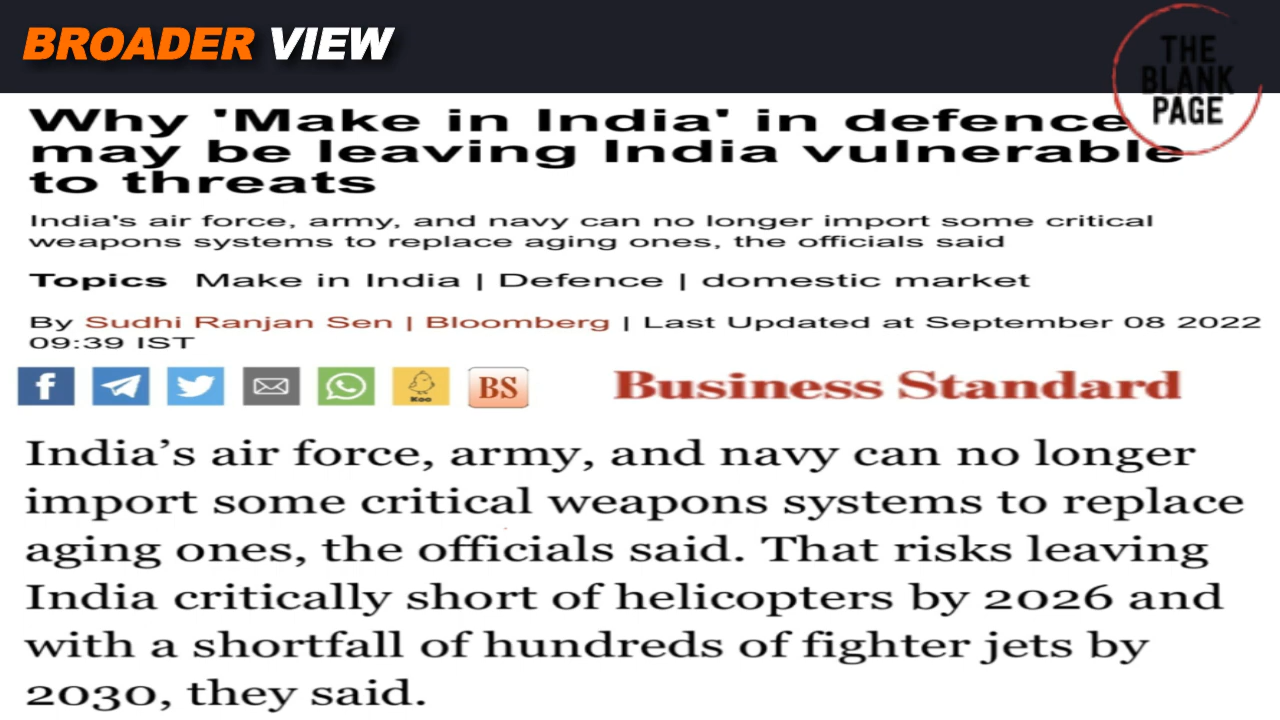 BROADER VIEW
THE
BLANK
PAGE
Why 'Make in India' in defence
may be leaving India vulnerable
to threats
India's air force, army, and navy can no longer import some critical
weapons systems to replace aging ones, the officials said
Topics Make in India | Defence | domestic market
By Sudhi Ranjan Sen | Bloomberg | Last Updated at September 08 2022
09:39 IST
f
Koo
BS
Business Standard
India’s air force, army, and navy can no longer
import some critical weapons systems to replace
aging ones, the officials said. That risks leaving
India critically short of helicopters by 2026 and
with a shortfall of hundreds of fighter jets by
2030, they said.